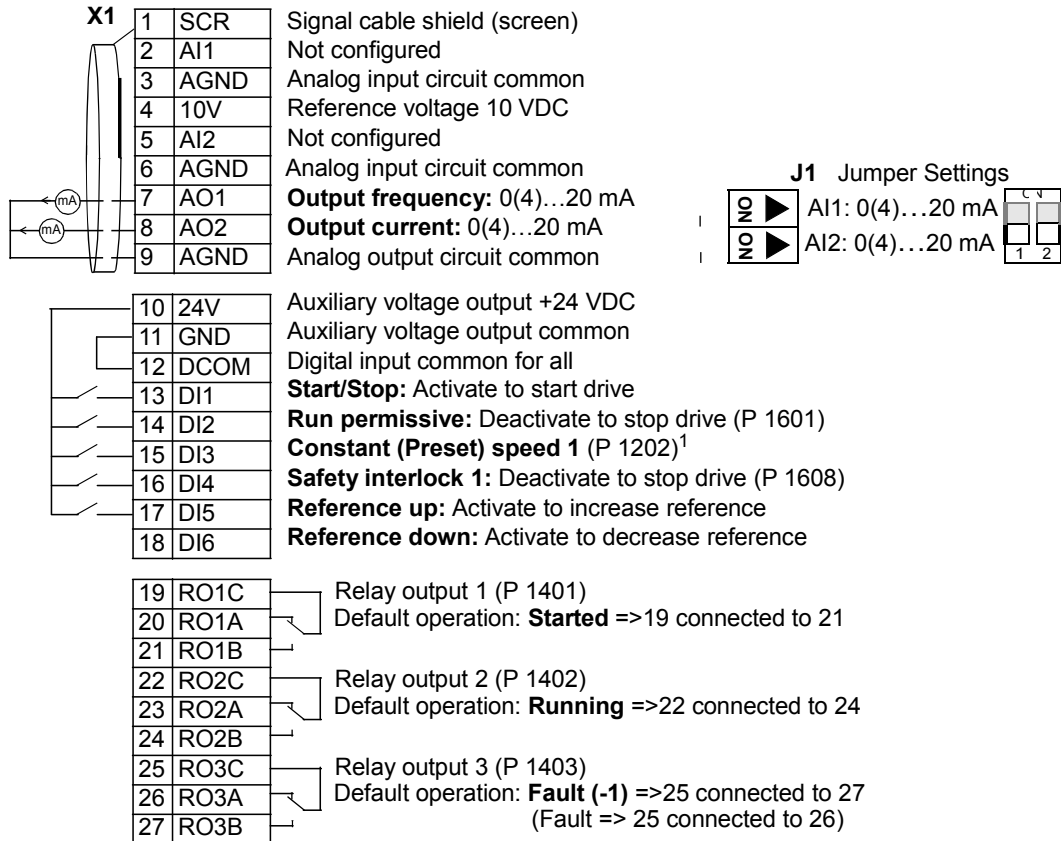 X1
1 SCR Signal cable shield (screen)
2 AI1 Not configured
3 AGND Analog input circuit common
4 10V Reference voltage 10 VDC
5 AI2 Not configured
6 AGND Analog input circuit common
7 AO1 Output frequency: 0(4)…20 mA
8 AO2 Output current: 0(4)…20 mA
9 AGND Analog output circuit common
mA
mA
J1 Jumper Settings
ON AI1: 0(4)…20 mA
ON AI2: 0(4)…20 mA
1 2
10 24V Auxiliary voltage output +24 VDC
11 GND Auxiliary voltage output common
12 DCOM Digital input common for all
13 DI1 Start/Stop: Activate to start drive
14 DI2 Run permissive: Deactivate to stop drive (P 1601)
15 DI3 Constant (Preset) speed 1 (P 1202)1
16 DI4 Safety interlock 1: Deactivate to stop drive (P 1608)
17 DI5 Reference up: Activate to increase reference
18 DI6 Reference down: Activate to decrease reference
19 RO1C Relay output 1 (P 1401)
20 RO1A Default operation: Started =>19 connected to 21
21 RO1B
22 RO2C Relay output 2 (P 1402)
23 RO2A Default operation: Running =>22 connected to 24
24 RO2B
25 RO3C Relay output 3 (P 1403)
26 RO3A Default operation: Fault (-1) =>25 connected to 27
27 RO3B (Fault => 25 connected to 26)